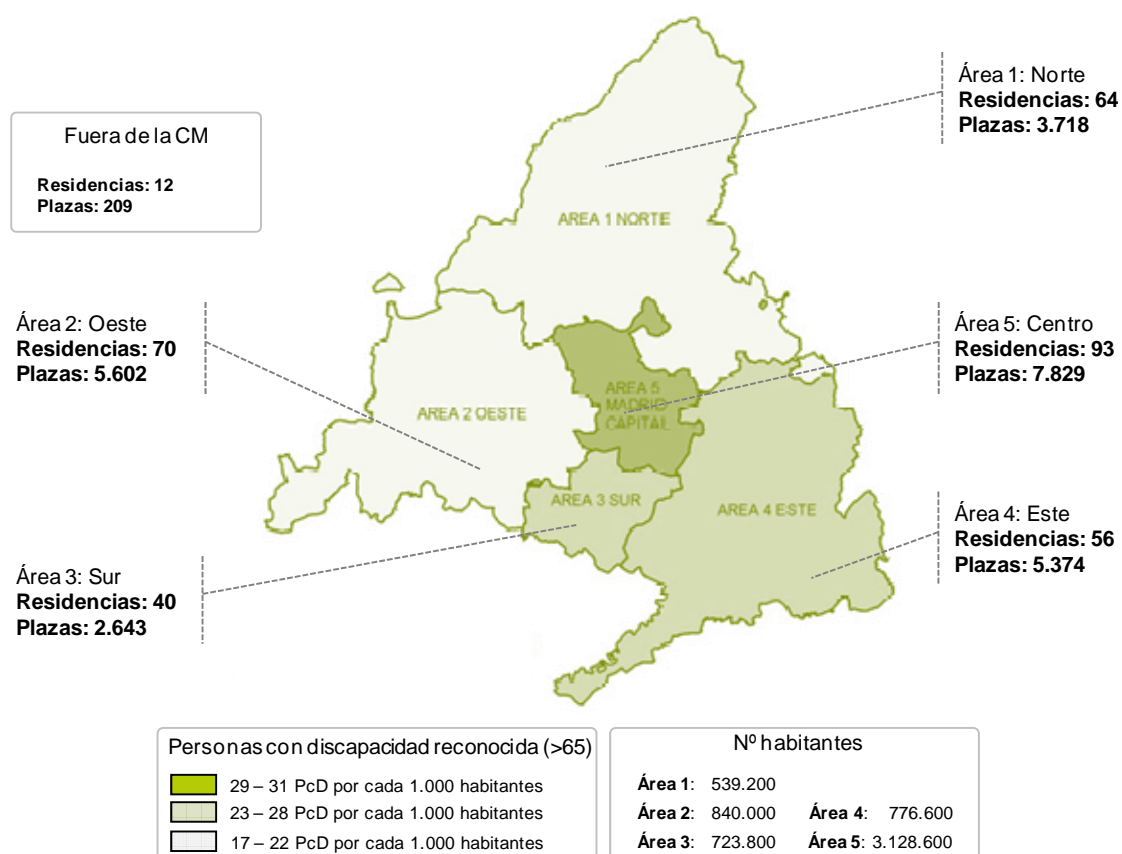 Fuera de la CM
Residencias: 12
Plazas: 209
Área 1: Norte
Residencias: 64
Plazas: 3.718
AREA 1 NORTE
Área 2: Oeste
Residencias: 70
Plazas: 5.602
Área 5: Centro
Residencias: 93
Plazas: 7.829
AREA 5
MADRID
CAPITAL
AREA 2 OESTE
AREA 3 SUR
AREA 4 ESTE
Área 4: Este
Residencias: 56
Plazas: 5.374
Área 3: Sur
Residencias: 40
Plazas: 2.643
Personas con discapacidad reconocida (>65)
29 – 31 PcD por cada 1.000 habitantes
23 – 28 PcD por cada 1.000 habitantes
17 – 22 PcD por cada 1.000 habitantes
Nº habitantes
Área 1: 539.200
Área 2: 840.000 Área 4: 776.600
Área 3: 723.800 Área 5: 3.128.600